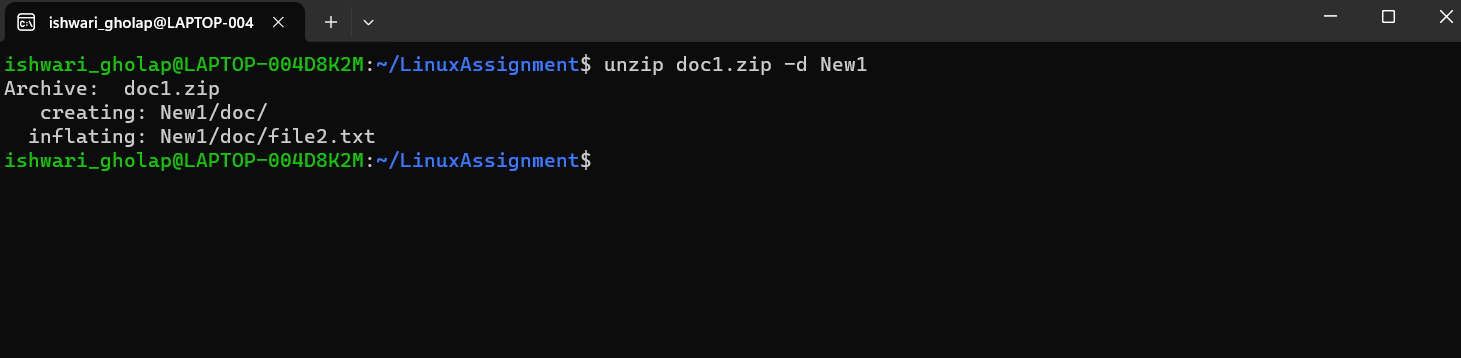 ishwari_gholap@LAPTOP-004
ishwari_gholap@LAPTOP-004D8K2M:~/LinuxAssignment$ unzip doc1.zip -d New1
Archive:  doc1.zip
   creating: New1/doc/
  inflating: New1/doc/file2.txt
ishwari_gholap@LAPTOP-004D8K2M:~/LinuxAssignment$